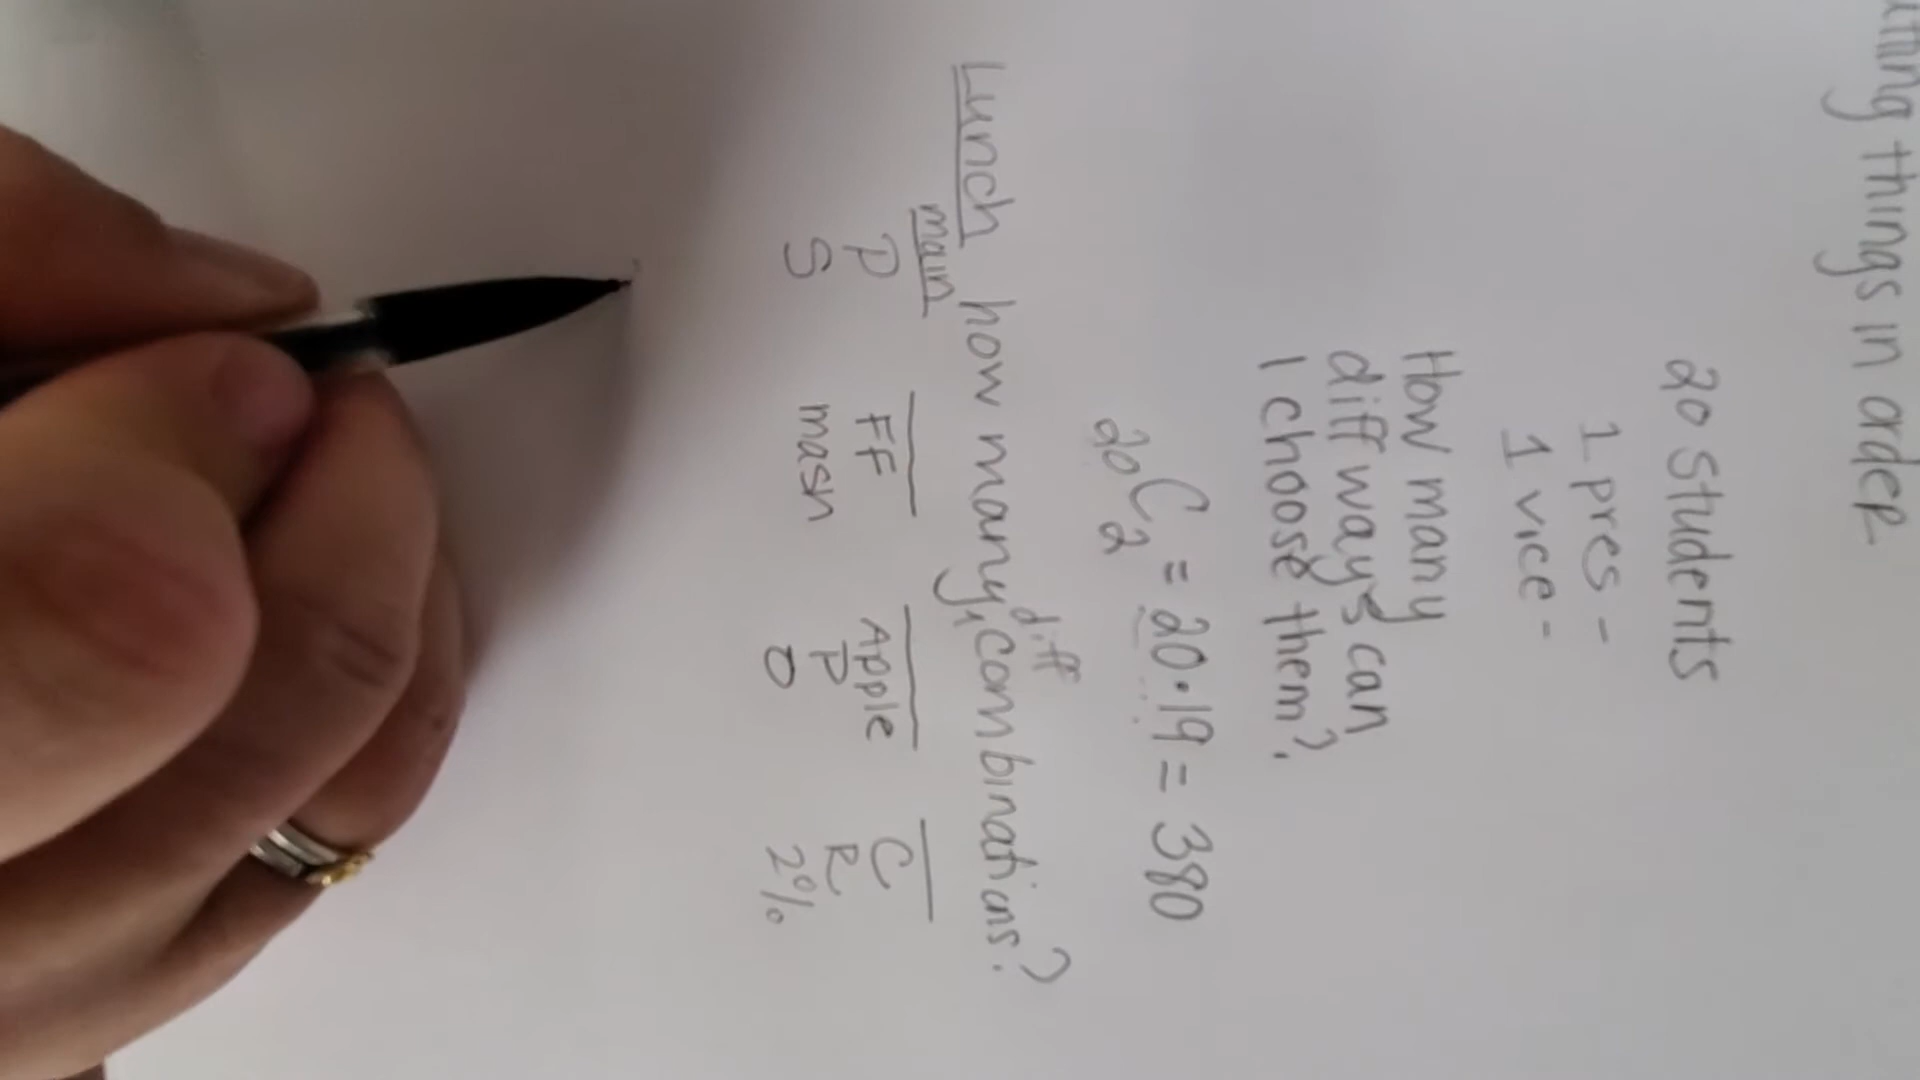 things in order
20 students
1 pres -
1 vice -
How many
diff ways can
I choose them?
20C2 = 20·19 = 380
diff
Lunch how many, combinations?
main
P FF Apple C
S mash P R
O 2%